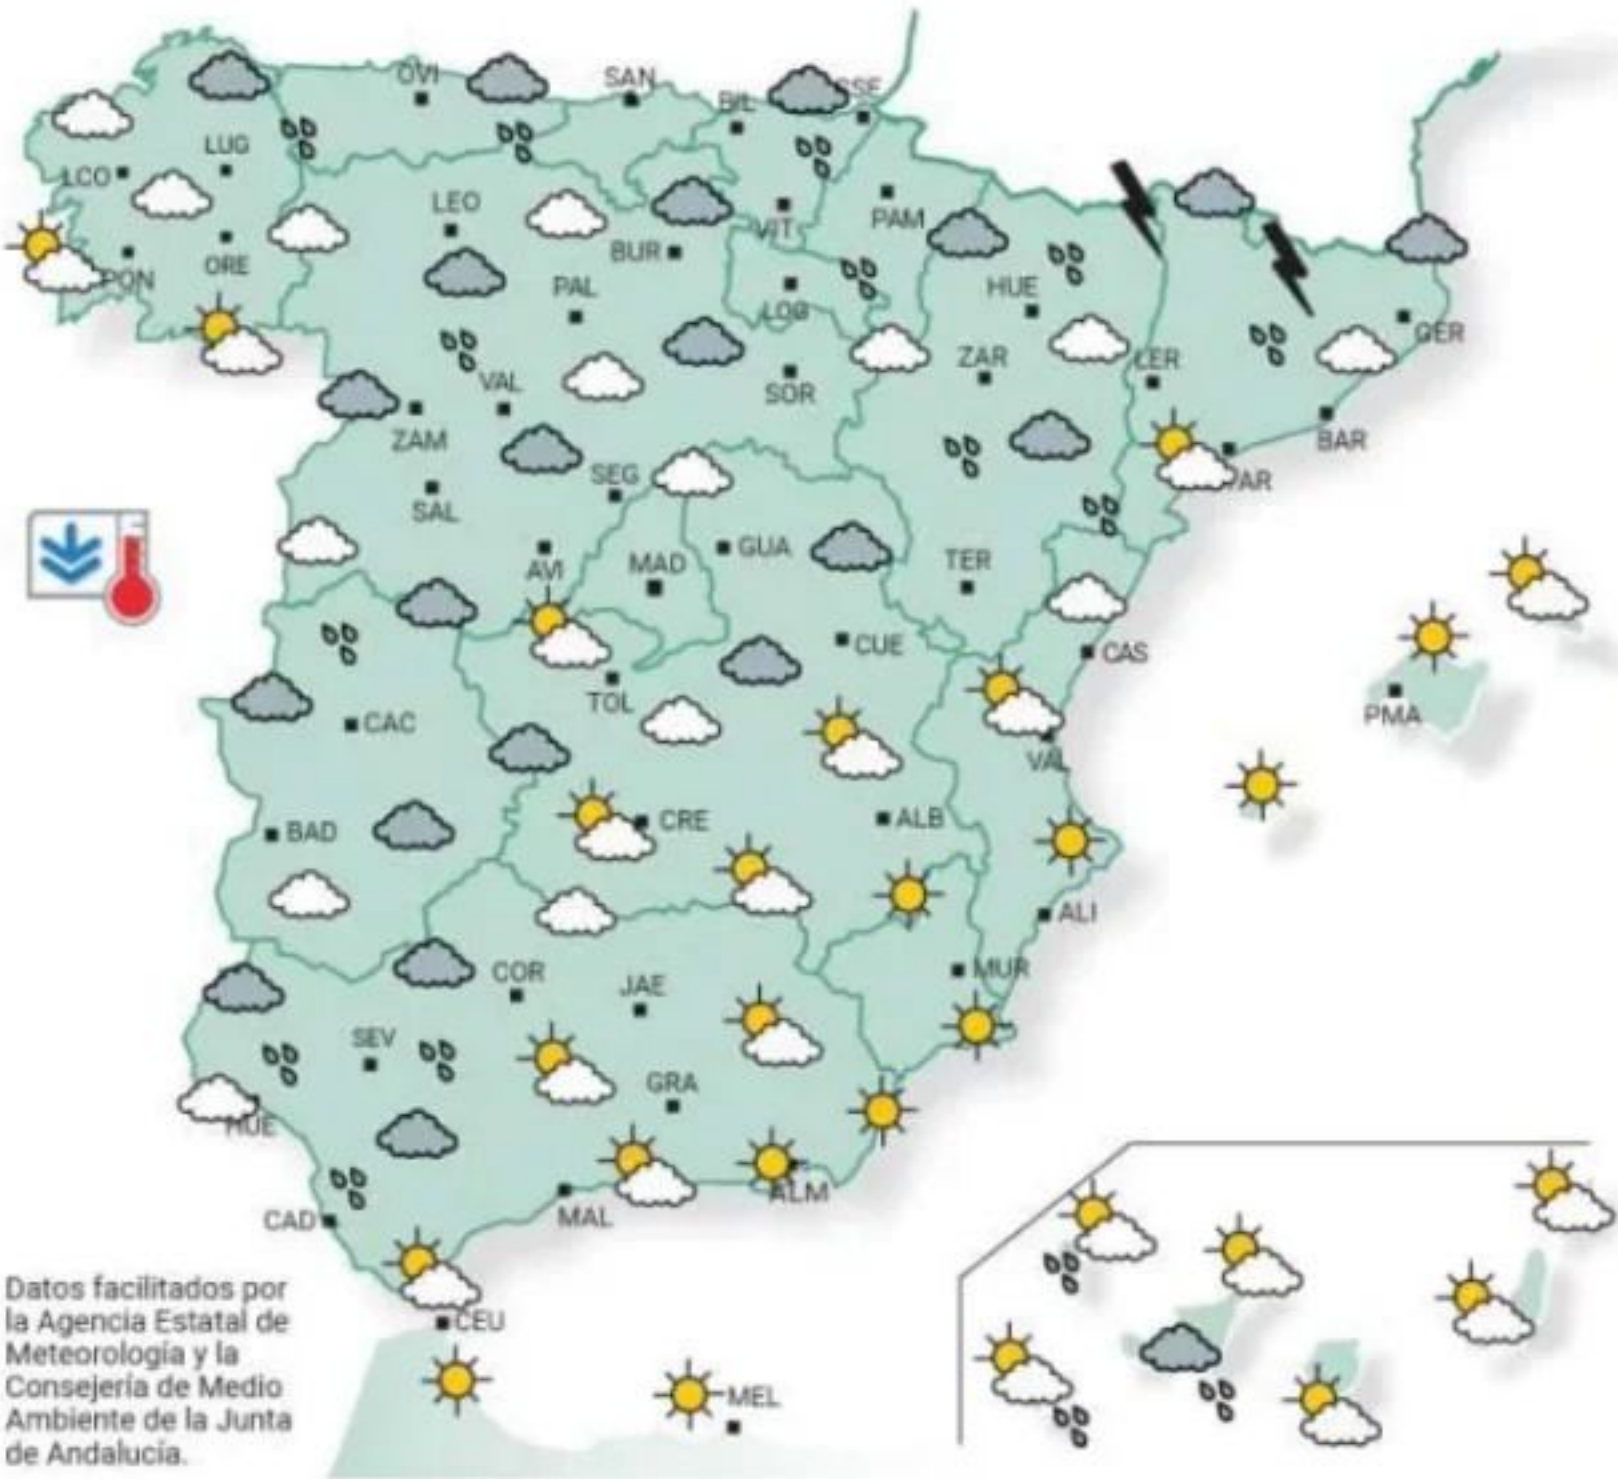 OVI
SAN
BIL
SSE
LUG
LCO
LEO
VIT
PAM
PON
ORE
BUR
PAL
LOG
HUE
GER
ZAR
LER
VAL
SOR
ZAM
BAR
SEG
TAR
SAL
AVI
MAD
GUA
TER
CUE
CAS
TOL
PMA
CAC
VAL
BAD
CRE
ALB
ALI
COR
JAE
MUR
SEV
GRA
HUE
ALM
CAD
MAL
CEU
MEL
Datos facilitados por
la Agencia Estatal de
Meteorología y la
Consejería de Medio
Ambiente de la Junta
de Andalucía.